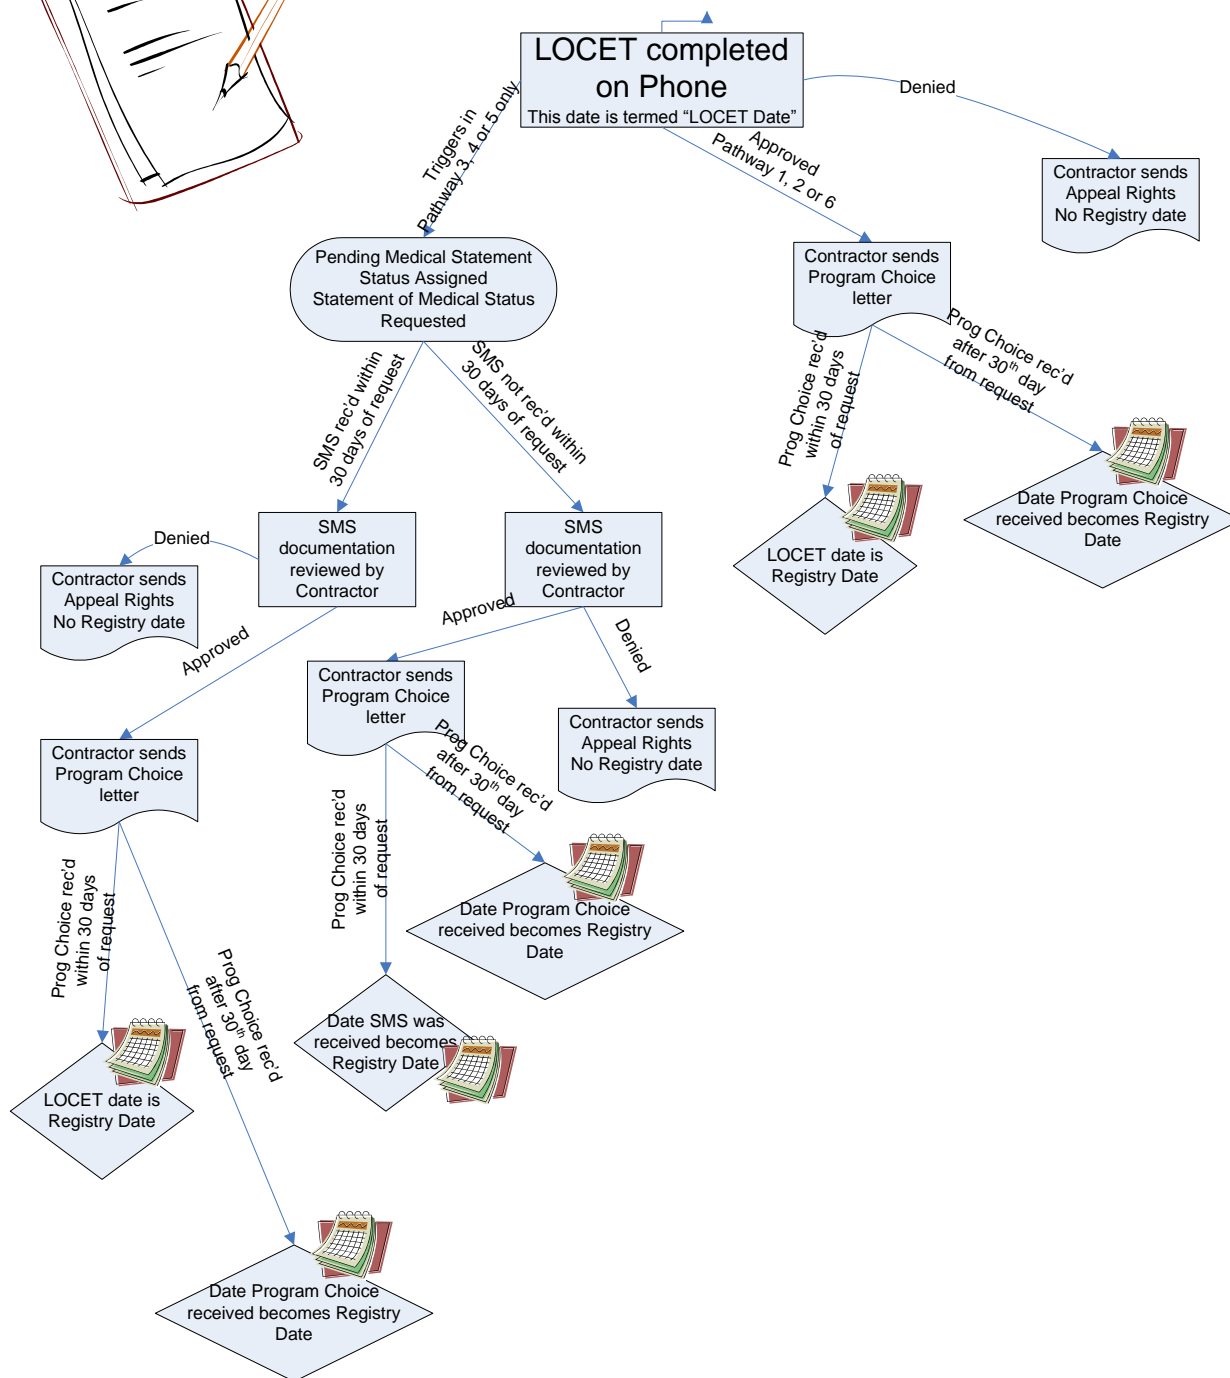 LOCET completed
on Phone
This date is termed “LOCET Date”
Denied
Contractor sends
Appeal Rights
No Registry date
Approved
Pathway 1, 2 or 6
Triggers in
Pathway 3, 4 or 5 only
Pending Medical Statement
Status Assigned
Statement of Medical Status
Requested
Contractor sends
Program Choice
letter
Prog Choice rec’d
within 30 days
of request
Prog Choice rec’d
after 30th day
from request
LOCET date is
Registry Date
Date Program Choice
received becomes Registry
Date
SMS rec’d within
30 days of request
SMS not rec’d within
30 days of request
SMS
documentation
reviewed by
Contractor
SMS
documentation
reviewed by
Contractor
Denied
Contractor sends
Appeal Rights
No Registry date
Approved
Approved
Denied
Contractor sends
Program Choice
letter
Contractor sends
Appeal Rights
No Registry date
Contractor sends
Program Choice
letter
Prog Choice rec’d
within 30 days
of request
Prog Choice rec’d
after 30th day
from request
Date Program Choice
received becomes Registry
Date
Date SMS was
received becomes
Registry Date
Prog Choice rec’d
within 30 days
of request
Prog Choice rec’d
after 30th day
from request
LOCET date is
Registry Date
Date Program Choice
received becomes Registry
Date